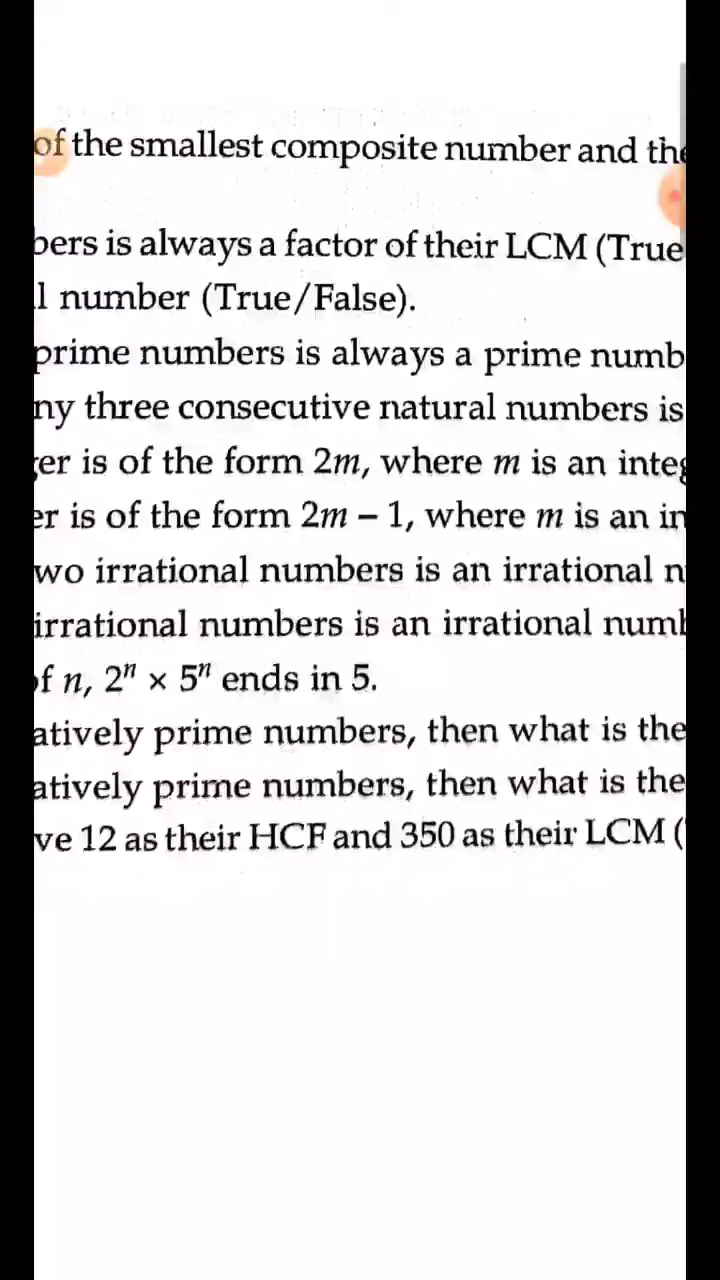 of the smallest composite number and the
bers is always a factor of their LCM (True
l number (True/False).
prime numbers is always a prime numb
ny three consecutive natural numbers is
er is of the form 2m, where m is an integ
er is of the form 2m – 1, where m is an in
wo irrational numbers is an irrational n
irrational numbers is an irrational numb
of n, 2ⁿ × 5ⁿ ends in 5.
atively prime numbers, then what is the
atively prime numbers, then what is the
ve 12 as their HCF and 350 as their LCM (